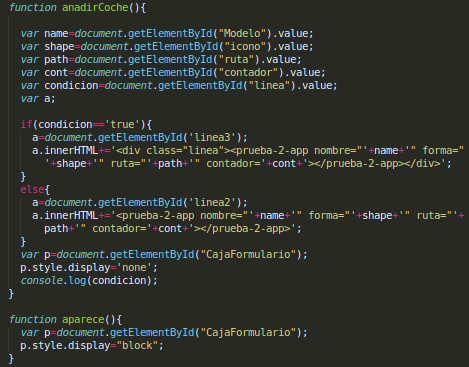 function anadirCoche(){
var name=document.getElementById("Modelo").value;
var shape=document.getElementById("icono").value;
var path=document.getElementById("ruta").value;
var cont=document.getElementById("contador").value;
var condicion=document.getElementById("linea").value;
var a;
if(condicion=='true'){
a=document.getElementById('linea3');
a.innerHTML+='<div class="linea"><prueba-2-app nombre="'+name+'" forma="
'+shape+'" ruta="'+path+'" contador='+cont+'></prueba-2-app></div>';
}
else{
a=document.getElementById('linea2');
a.innerHTML+='<prueba-2-app nombre="'+name+'" forma="'+shape+'" ruta="'+
path+'" contador='+cont+'></prueba-2-app>';
}
var p=document.getElementById("CajaFormulario");
p.style.display='none';
console.log(condicion);
}
function aparece(){
var p=document.getElementById("CajaFormulario");
p.style.display="block";
}